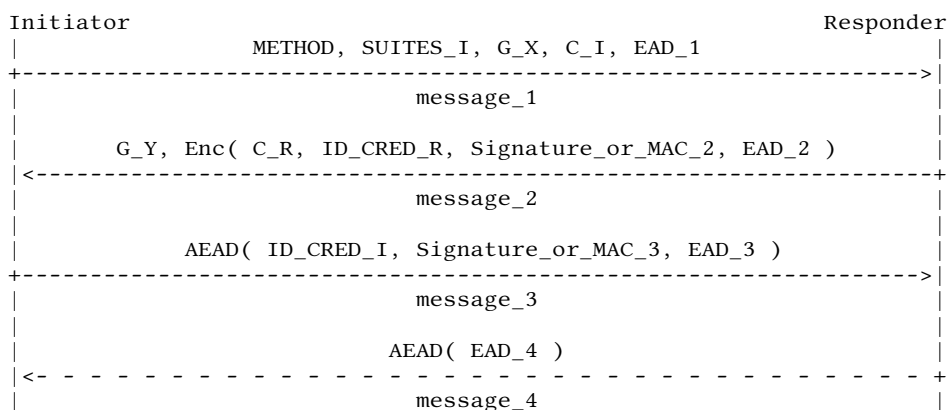 Initiator Responder
METHOD, SUITES_I, G_X, C_I, EAD_1
message_1
G_Y, Enc( C_R, ID_CRED_R, Signature_or_MAC_2, EAD_2 )
message_2
AEAD( ID_CRED_I, Signature_or_MAC_3, EAD_3 )
message_3
AEAD( EAD_4 )
message_4